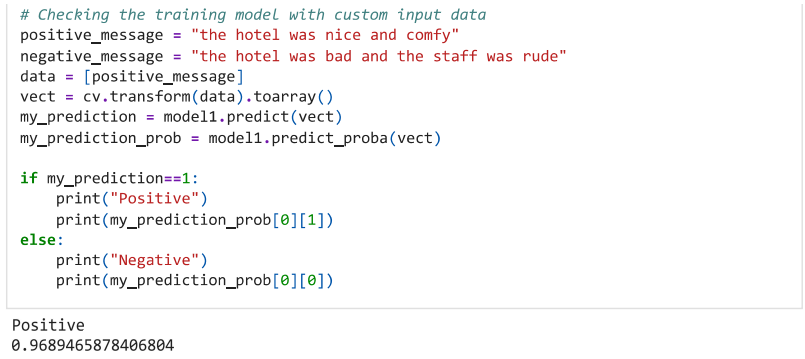 # Checking the training model with custom input data
positive_message = "the hotel was nice and comfy"
negative_message = "the hotel was bad and the staff was rude"
data = [positive_message]
vect = cv.transform(data).toarray()
my_prediction = model1.predict(vect)
my_prediction_prob = model1.predict_proba(vect)

if my_prediction==1:
    print("Positive")
    print(my_prediction_prob[0][1])
else:
    print("Negative")
    print(my_prediction_prob[0][0])

Positive
0.9689465878406804